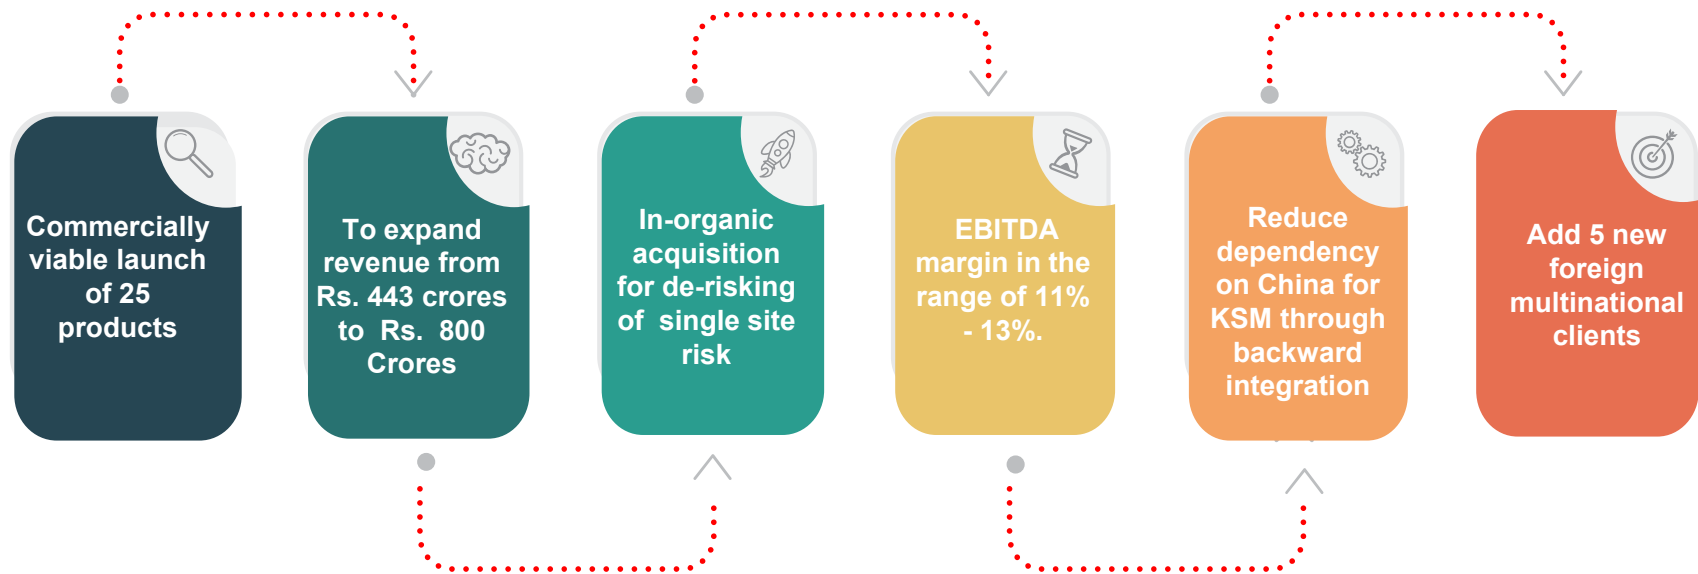 Commercially
viable launch
of 25
products
To expand
revenue from
Rs. 443 crores
to Rs. 800
Crores
In-organic
acquisition
for de-risking
of single site
risk
EBITDA
margin in the
range of 11%
- 13%.
Reduce
dependency
on China for
KSM through
backward
integration
Add 5 new
foreign
multinational
clients